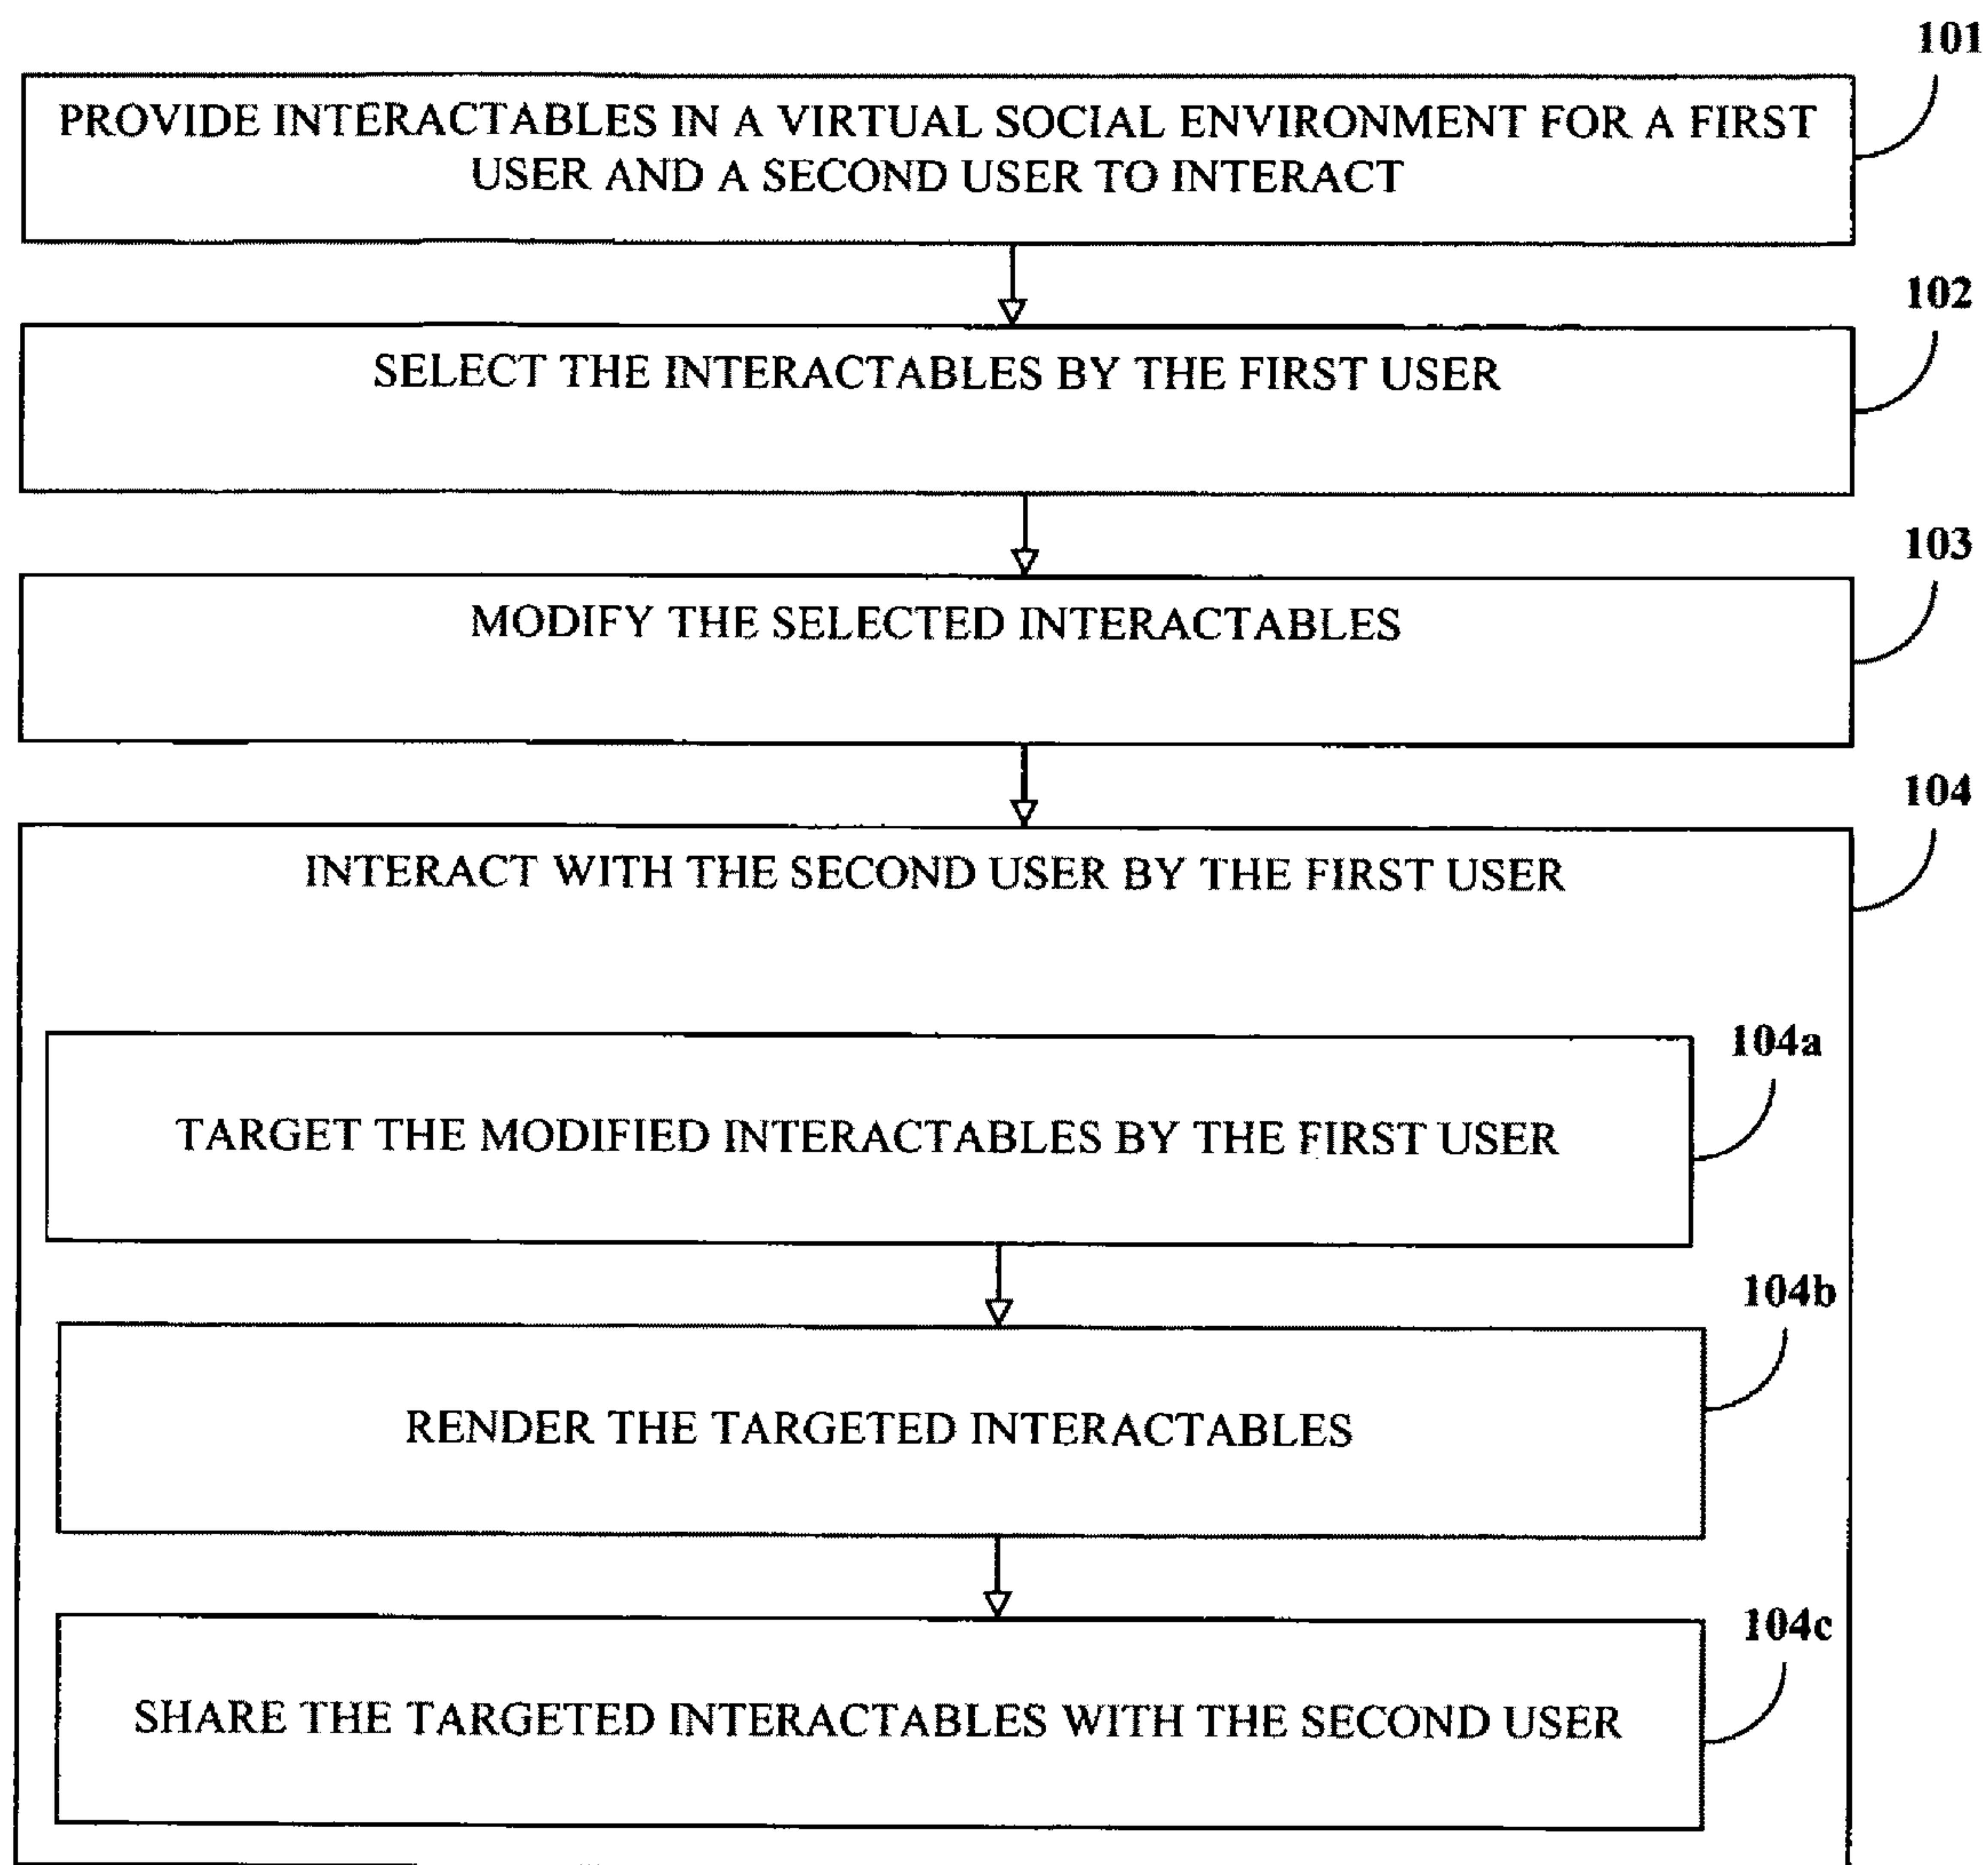 101
PROVIDE INTERACTABLES IN A VIRTUAL SOCIAL ENVIRONMENT FOR A FIRST
USER AND A SECOND USER TO INTERACT
102
SELECT THE INTERACTABLES BY THE FIRST USER
103
MODIFY THE SELECTED INTERACTABLES
104
INTERACT WITH THE SECOND USER BY THE FIRST USER
104a
TARGET THE MODIFIED INTERACTABLES BY THE FIRST USER
104b
RENDER THE TARGETED INTERACTABLES
104c
SHARE THE TARGETED INTERACTABLES WITH THE SECOND USER